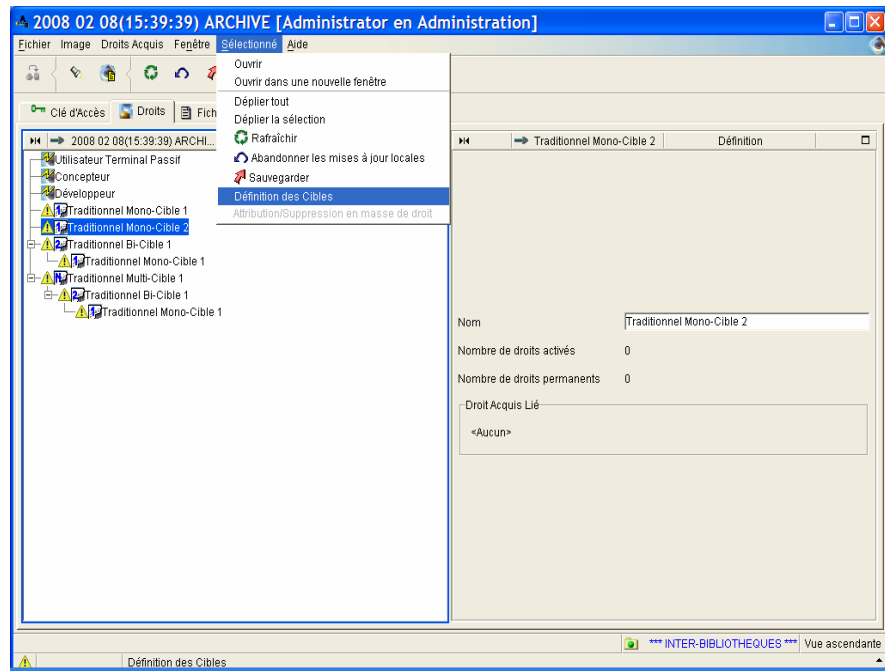 2008 02 08(15:39:39) ARCHIVE [Administrator en Administration]
Fichier Image Droits Acquis Fenêtre Sélectionné Aide
Ouvrir
Ouvrir dans une nouvelle fenêtre
Déplier tout
Déplier la sélection
Rafraîchir
Abandonner les mises à jour locales
Sauvegarder
Définition des Cibles
Attribution/Suppression en masse de droit
Clé d'Accès Droits Fich
2008 02 08(15:39:39) ARCHI...
Utilisateur Terminal Passif
Concepteur
Développeur
Traditionnel Mono-Cible 1
Traditionnel Mono-Cible 2
Traditionnel Bi-Cible 1
Traditionnel Mono-Cible 1
Traditionnel Multi-Cible 1
Traditionnel Bi-Cible 1
Traditionnel Mono-Cible 1
Traditionnel Mono-Cible 2 Définition
Nom Traditionnel Mono-Cible 2
Nombre de droits activés 0
Nombre de droits permanents 0
Droit Acquis Lié
<Aucun>
*** INTER-BIBLIOTHEQUES *** Vue ascendante
Définition des Cibles